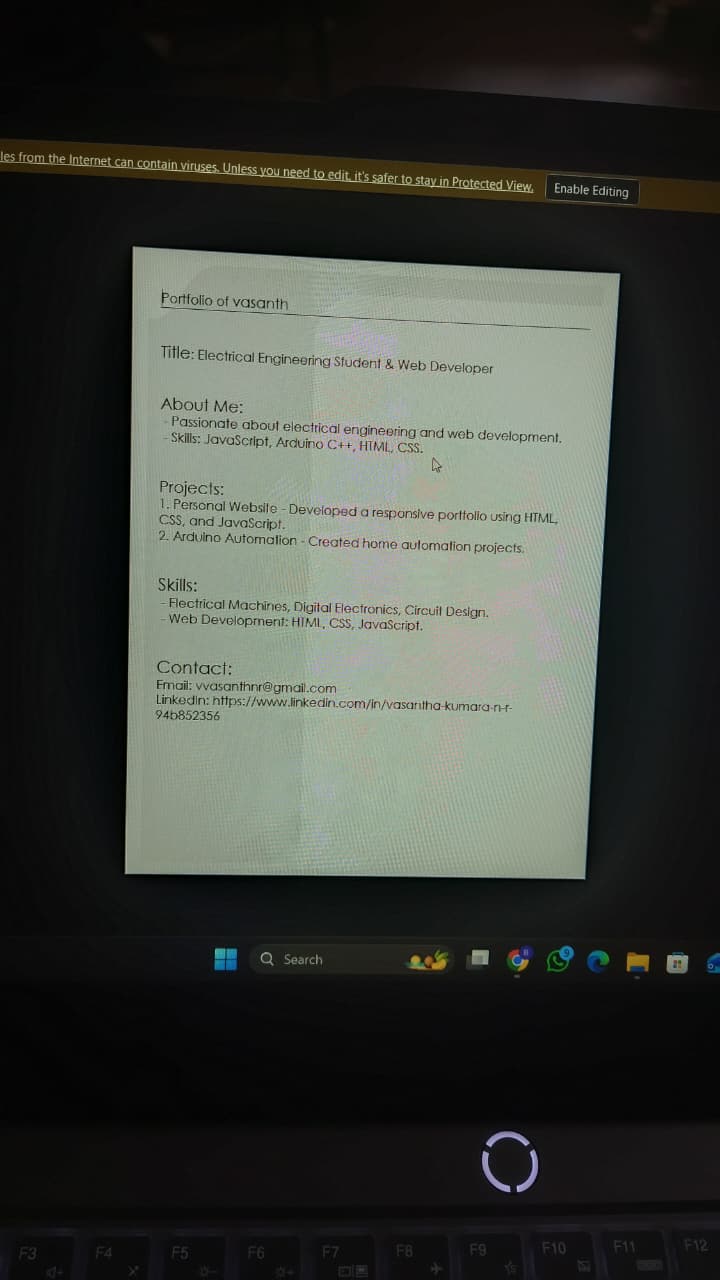 les from the Internet can contain viruses. Unless you need to edit, it's safer to stay in Protected View.
Enable Editing
Portfolio of vasanth
Title: Electrical Engineering Student & Web Developer
About Me:
- Passionate about electrical engineering and web development.
- Skills: JavaScript, Arduino C++, HTML, CSS.
Projects:
1. Personal Website - Developed a responsive portfolio using HTML,
CSS, and JavaScript.
2. Arduino Automation - Created home automation projects.
Skills:
- Electrical Machines, Digital Electronics, Circuit Design.
- Web Development: HTML, CSS, JavaScript.
Contact:
Email: vvasanthnr@gmail.com
LinkedIn: https://www.linkedin.com/in/vasantha-kumara-n-r-
94b852356
Search
9
F3 F4 F5 F6 F7 F8 F9 F10 F11 F12